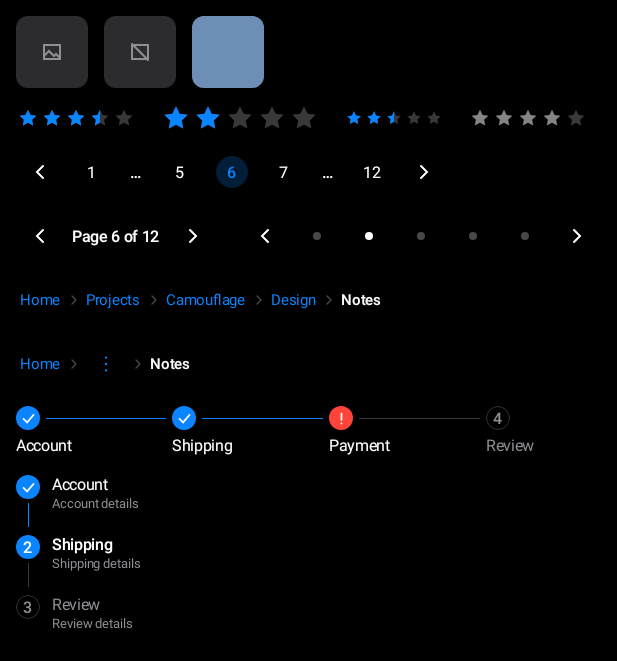 1 ... 5 6 7 ... 12
Page 6 of 12
Home Projects Camouflage Design Notes
Home Notes
! 4
Account Shipping Payment Review
Account
Account details
2 Shipping
Shipping details
3 Review
Review details